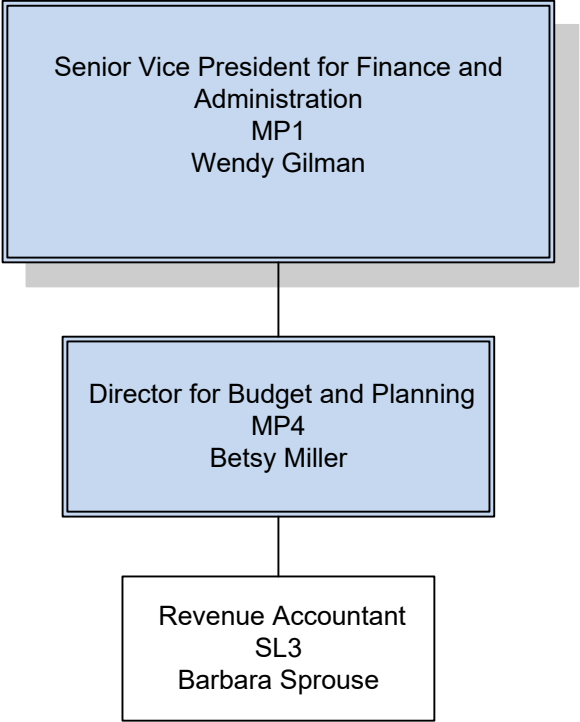 Senior Vice President for Finance and
Administration
MP1
Wendy Gilman
Director for Budget and Planning
MP4
Betsy Miller
Revenue Accountant
SL3
Barbara Sprouse